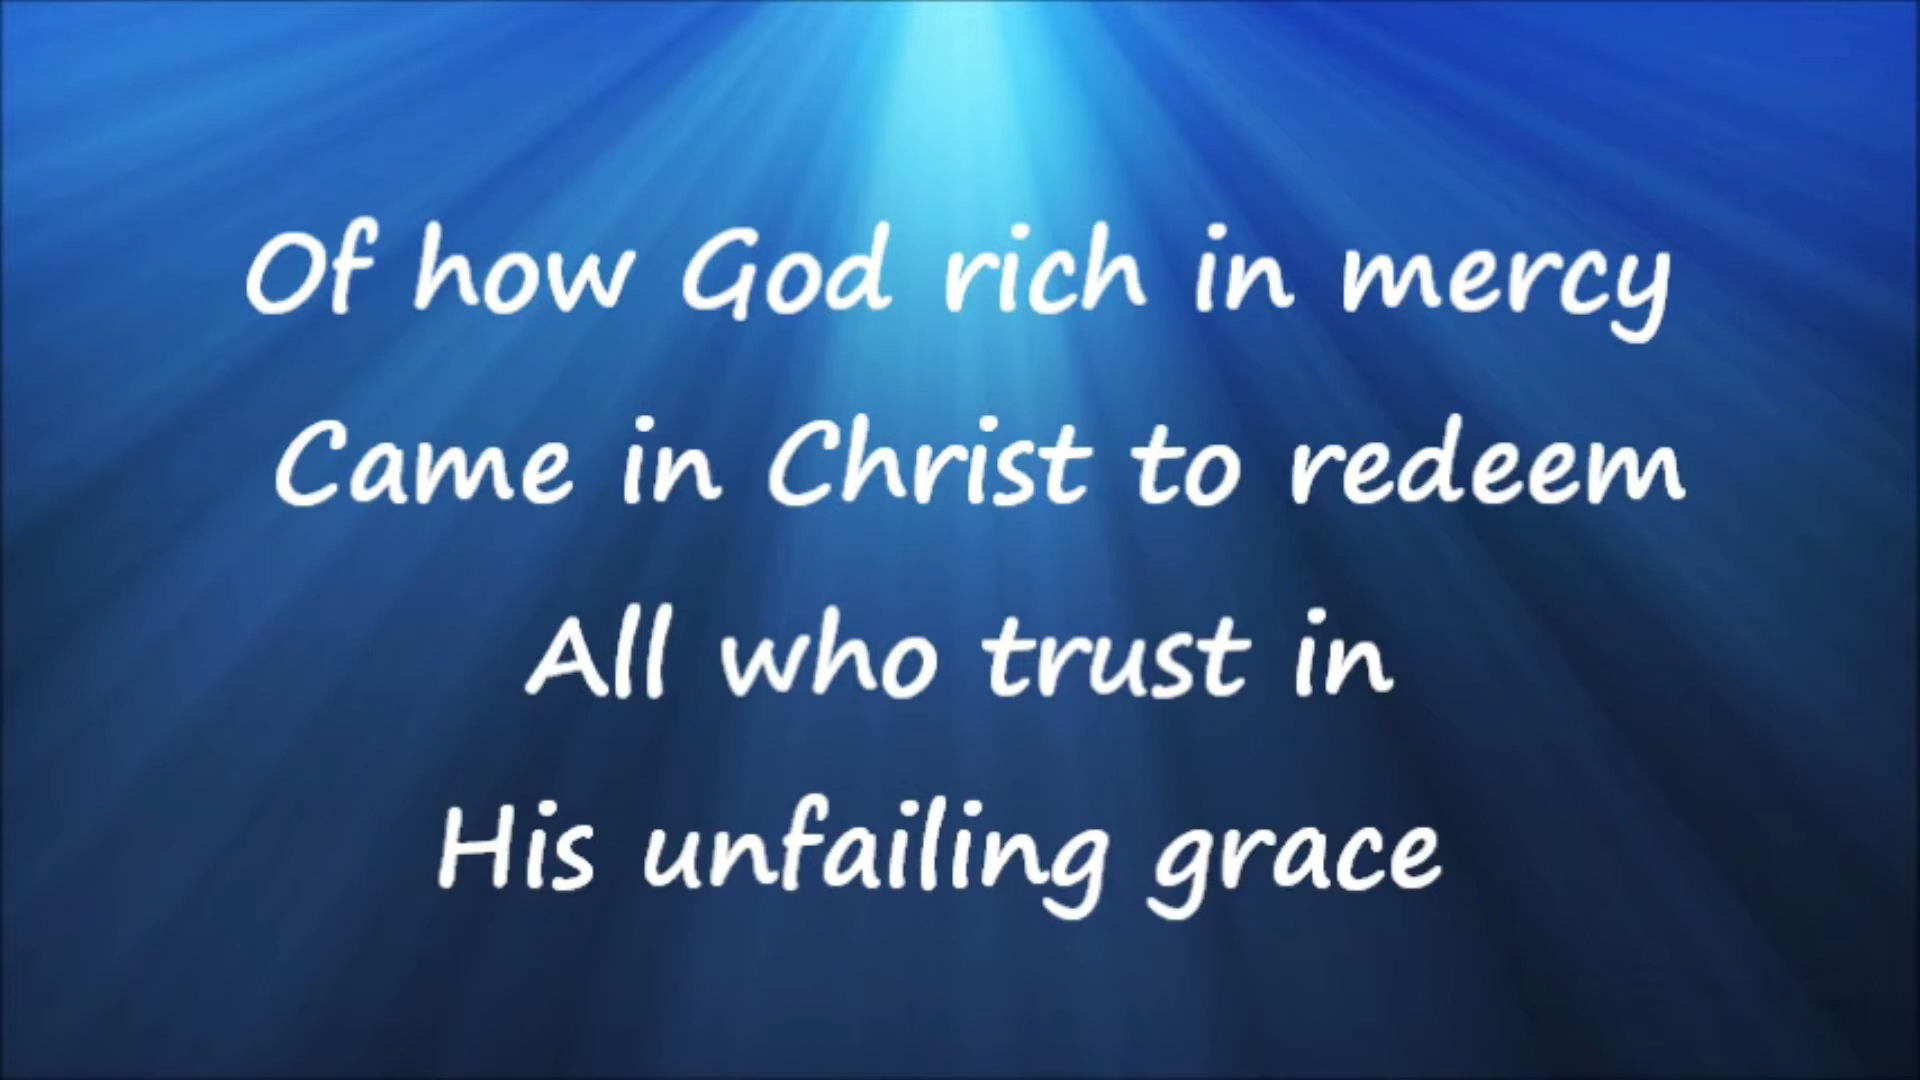 Of how God rich in mercy
Came in Christ to redeem
All who trust in
His unfailing grace